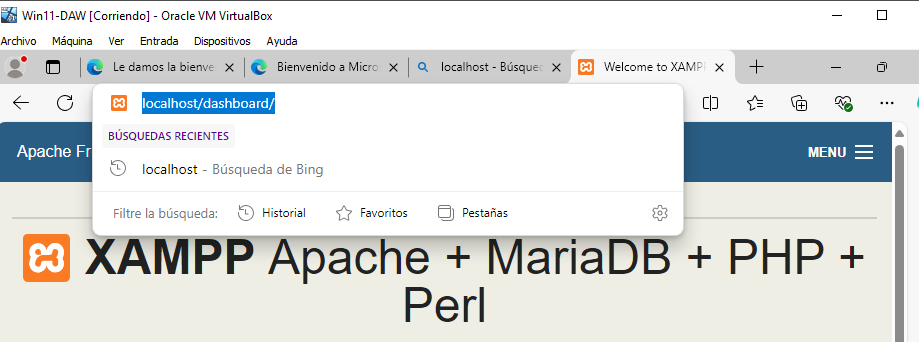 Win11-DAW [Corriendo] - Oracle VM VirtualBox
Archivo Máquina Ver Entrada Dispositivos Ayuda
Le damos la bienve Bienvenido a Micro localhost - Búsque Welcome to XAMP
localhost/dashboard/
BÚSQUEDAS RECIENTES
Apache Fr MENU
localhost - Búsqueda de Bing
Filtre la búsqueda: Historial Favoritos Pestañas
XAMPP Apache + MariaDB + PHP +
Perl